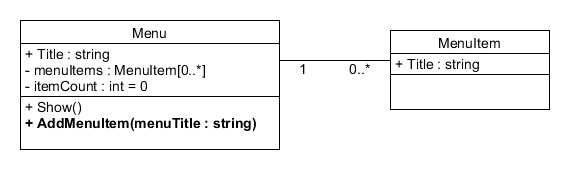 Menu
+ Title : string
- menuItems : MenuItem[0..*]
- itemCount : int = 0
+ Show()
+ AddMenuItem(menuTitle : string)
1
0..*
MenuItem
+ Title : string